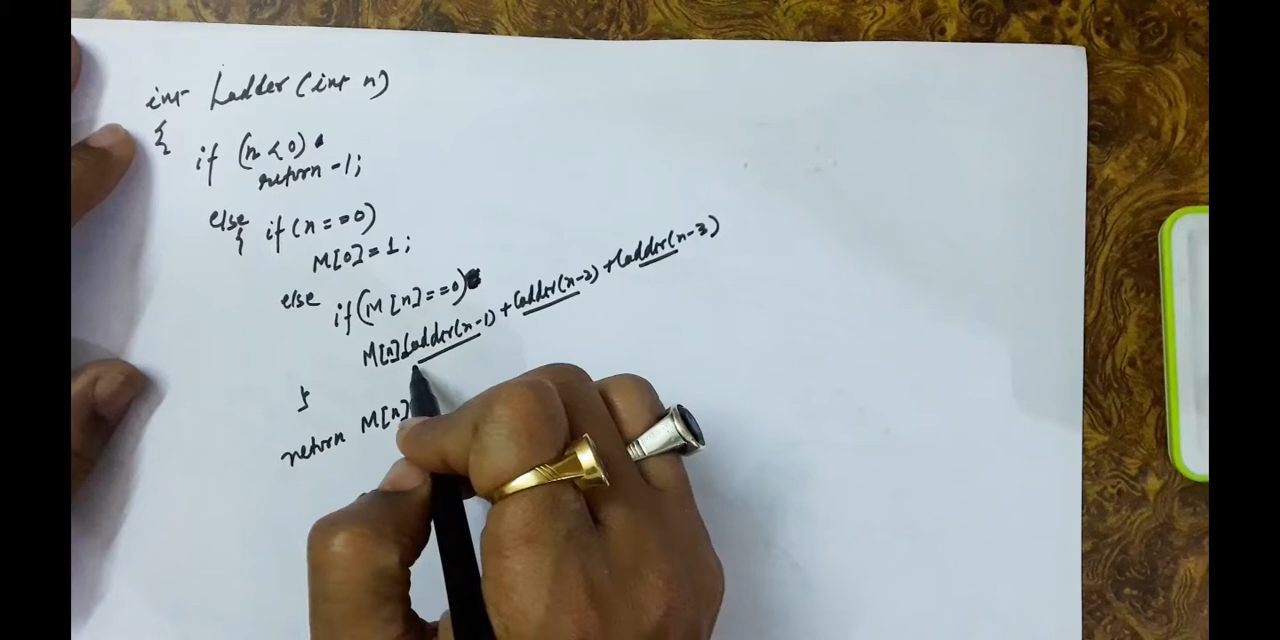 int Ladder(int n)
{
if (n<0)
return -1;
else
{ if(n==0)
M[0]=1;
else if(M[n]==0)
M[n]=Ladder(n-1)+Ladder(n-2)+Ladder(n-3)
}
return M[n]